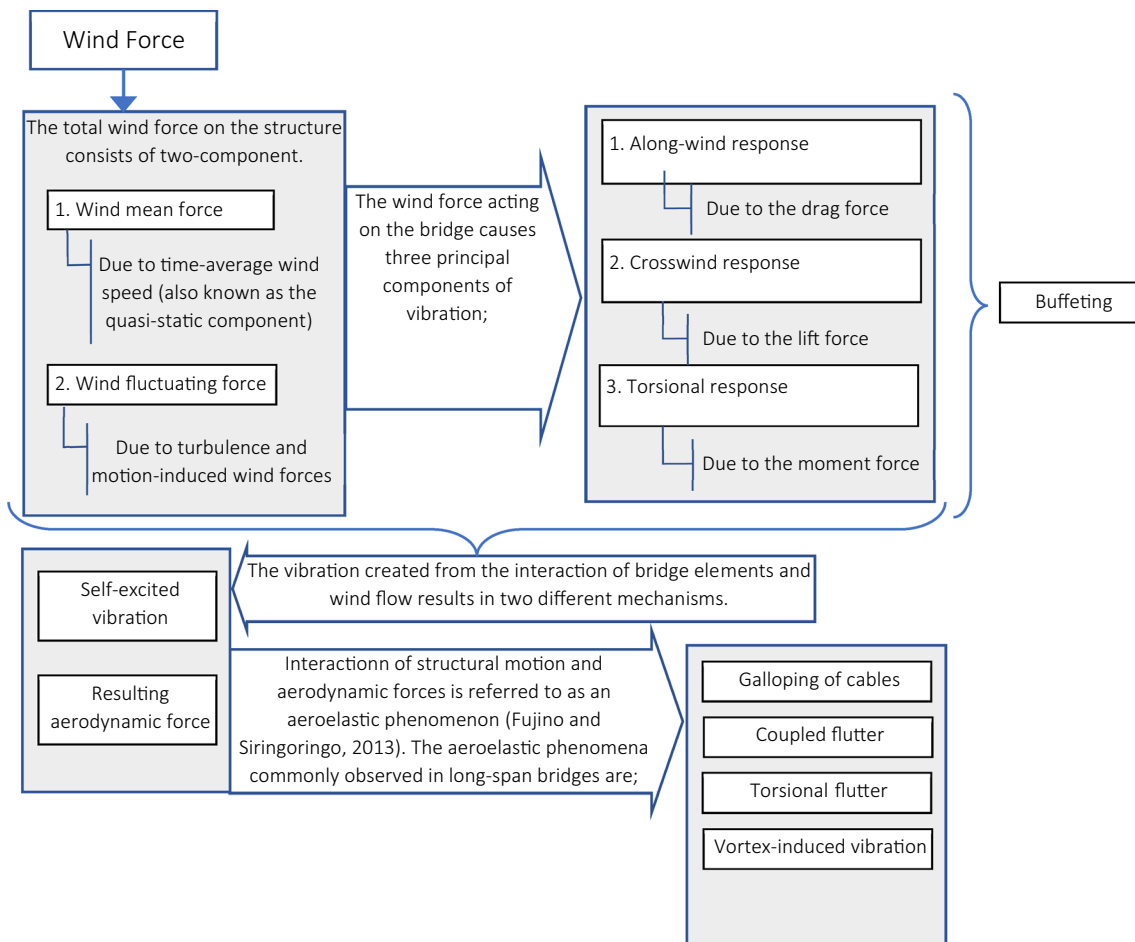 Wind Force
The total wind force on the structure
consists of two-component.
1. Wind mean force
Due to time-average wind
speed (also known as the
quasi-static component)
2. Wind fluctuating force
Due to turbulence and
motion-induced wind forces
The wind force acting
on the bridge causes
three principal
components of
vibration;
1. Along-wind response
Due to the drag force
2. Crosswind response
Due to the lift force
3. Torsional response
Due to the moment force
Buffeting
The vibration created from the interaction of bridge elements and
wind flow results in two different mechanisms.
Self-excited
vibration
Resulting
aerodynamic force
Interactionn of structural motion and
aerodynamic forces is referred to as an
aeroelastic phenomenon (Fujino and
Siringoringo, 2013). The aeroelastic phenomena
commonly observed in long-span bridges are;
Galloping of cables
Coupled flutter
Torsional flutter
Vortex-induced vibration